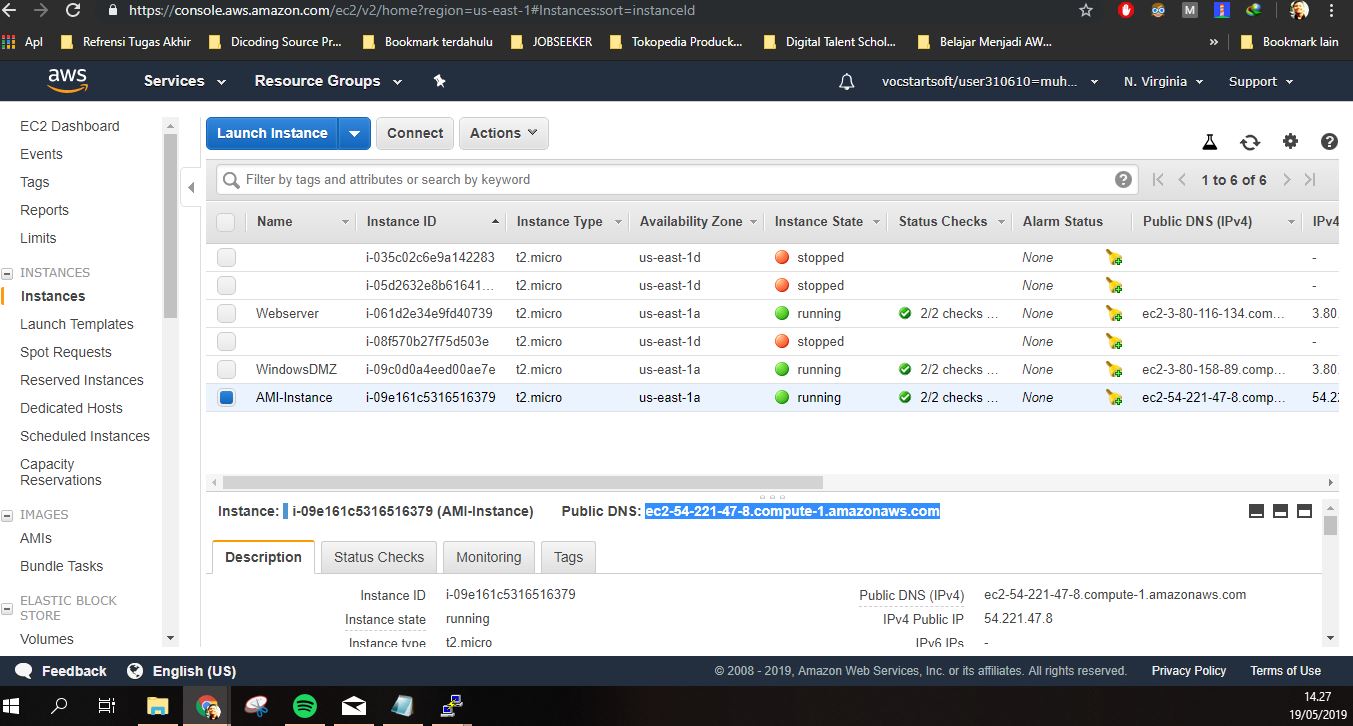 https://console.aws.amazon.com/ec2/v2/home?region=us-east-1#Instances:sort=instanceId
Apl Refrensi Tugas Akhir Dicoding Source Pr... Bookmark terdahulu JOBSEEKER Tokopedia Produck... Digital Talent Schol... Belajar Menjadi AW... » Bookmark lain
aws Services Resource Groups vocstartsoft/user310610=muh... N. Virginia Support
EC2 Dashboard
Events
Tags
Reports
Limits
INSTANCES
Instances
Launch Templates
Spot Requests
Reserved Instances
Dedicated Hosts
Scheduled Instances
Capacity
Reservations
IMAGES
AMIs
Bundle Tasks
ELASTIC BLOCK
STORE
Volumes
Launch Instance Connect Actions
Filter by tags and attributes or search by keyword 1 to 6 of 6
Name Instance ID Instance Type Availability Zone Instance State Status Checks Alarm Status Public DNS (IPv4) IPv4
i-035c02c6e9a142283 t2.micro us-east-1d stopped None -
i-05d2632e8b61641... t2.micro us-east-1d stopped None -
Webserver i-061d2e34e9fd40739 t2.micro us-east-1a running 2/2 checks ... None ec2-3-80-116-134.com... 3.80.
i-08f570b27f75d503e t2.micro us-east-1d stopped None -
WindowsDMZ i-09c0d0a4eed00ae7e t2.micro us-east-1a running 2/2 checks ... None ec2-3-80-158-89.comp... 3.80.
AMI-Instance i-09e161c5316516379 t2.micro us-east-1a running 2/2 checks ... None ec2-54-221-47-8.comp... 54.22
Instance: i-09e161c5316516379 (AMI-Instance) Public DNS: ec2-54-221-47-8.compute-1.amazonaws.com
Description Status Checks Monitoring Tags
Instance ID i-09e161c5316516379 Public DNS (IPv4) ec2-54-221-47-8.compute-1.amazonaws.com
Instance state running IPv4 Public IP 54.221.47.8
Instance type t2.micro IPv6 IPs -
Feedback English (US) © 2008 - 2019, Amazon Web Services, Inc. or its affiliates. All rights reserved. Privacy Policy Terms of Use
14.27
19/05/2019